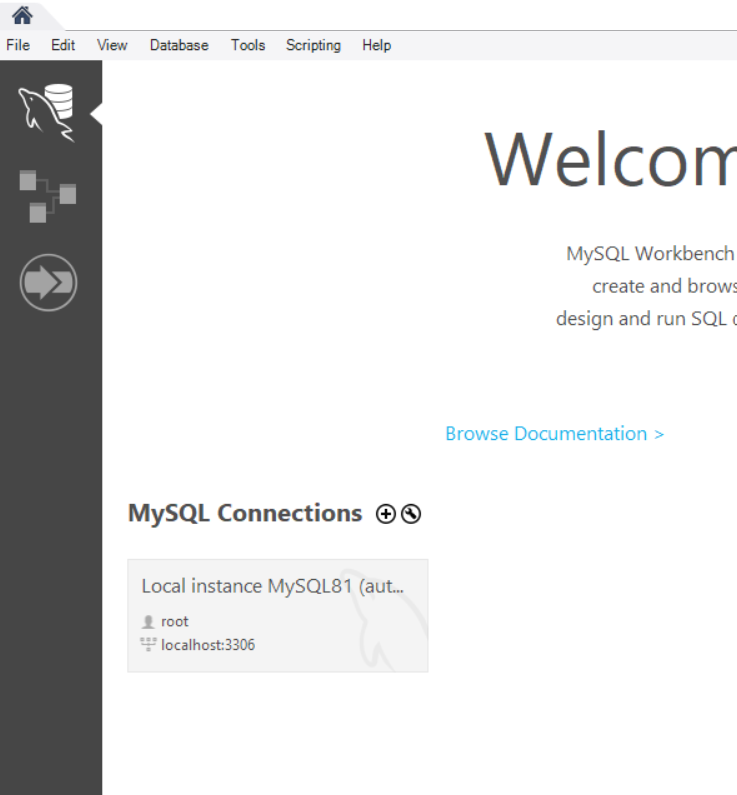 File Edit View Database Tools Scripting Help
Welcom
MySQL Workbench
create and brows
design and run SQL
Browse Documentation >
MySQL Connections
Local instance MySQL81 (aut...
root
localhost:3306